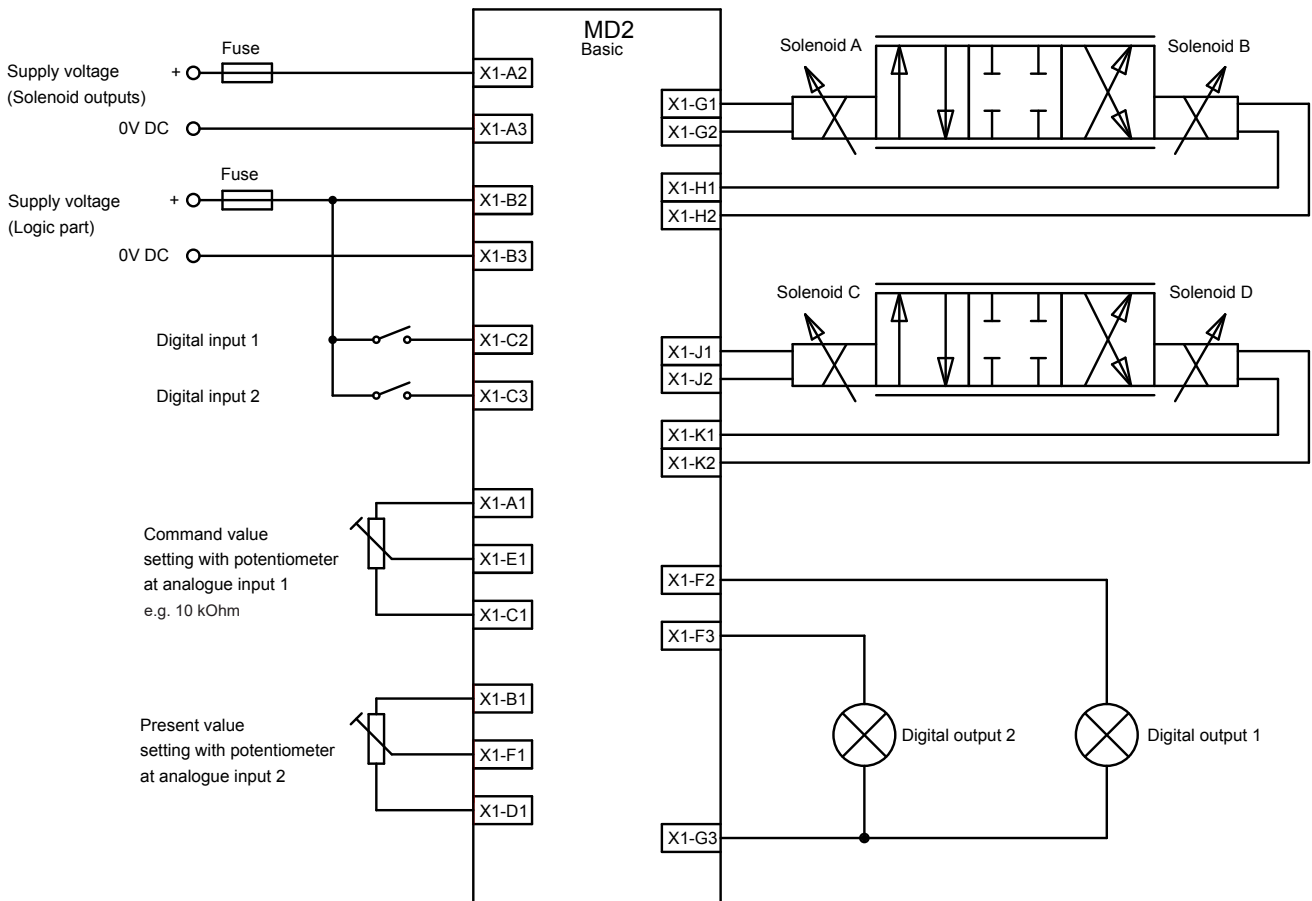 MD2
Basic
Fuse
Supply voltage
(Solenoid outputs)
+
X1-A2
0V DC
X1-A3
Fuse
Supply voltage
(Logic part)
+
X1-B2
0V DC
X1-B3
Digital input 1
X1-C2
Digital input 2
X1-C3
Command value
setting with potentiometer
at analogue input 1
e.g. 10 kOhm
X1-A1
X1-E1
X1-C1
Present value
setting with potentiometer
at analogue input 2
X1-B1
X1-F1
X1-D1
Solenoid A
Solenoid B
X1-G1
X1-G2
X1-H1
X1-H2
Solenoid C
Solenoid D
X1-J1
X1-J2
X1-K1
X1-K2
X1-F2
X1-F3
Digital output 2
Digital output 1
X1-G3